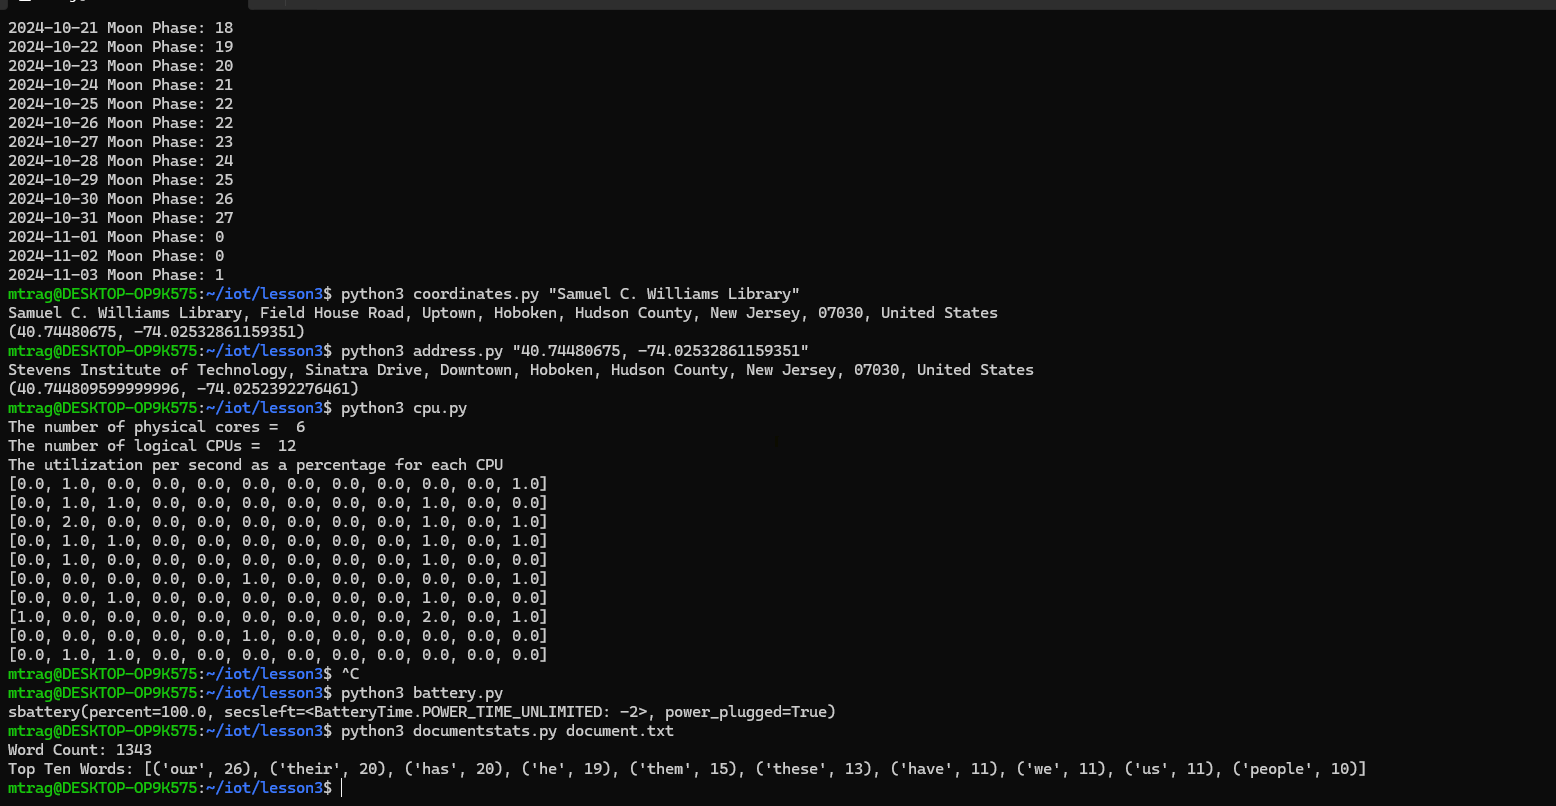 2024-10-21 Moon Phase: 18
2024-10-22 Moon Phase: 19
2024-10-23 Moon Phase: 20
2024-10-24 Moon Phase: 21
2024-10-25 Moon Phase: 22
2024-10-26 Moon Phase: 22
2024-10-27 Moon Phase: 23
2024-10-28 Moon Phase: 24
2024-10-29 Moon Phase: 25
2024-10-30 Moon Phase: 26
2024-10-31 Moon Phase: 27
2024-11-01 Moon Phase: 0
2024-11-02 Moon Phase: 0
2024-11-03 Moon Phase: 1
mtrag@DESKTOP-OP9K575:~/iot/lesson3$ python3 coordinates.py "Samuel C. Williams Library"
Samuel C. Williams Library, Field House Road, Uptown, Hoboken, Hudson County, New Jersey, 07030, United States
(40.74480675, -74.02532861159351)
mtrag@DESKTOP-OP9K575:~/iot/lesson3$ python3 address.py "40.74480675, -74.02532861159351"
Stevens Institute of Technology, Sinatra Drive, Downtown, Hoboken, Hudson County, New Jersey, 07030, United States
(40.744809599999996, -74.0252392276461)
mtrag@DESKTOP-OP9K575:~/iot/lesson3$ python3 cpu.py
The number of physical cores =  6
The number of logical CPUs =  12
The utilization per second as a percentage for each CPU
[0.0, 1.0, 0.0, 0.0, 0.0, 0.0, 0.0, 0.0, 0.0, 0.0, 0.0, 1.0]
[0.0, 1.0, 1.0, 0.0, 0.0, 0.0, 0.0, 0.0, 0.0, 1.0, 0.0, 0.0]
[0.0, 2.0, 0.0, 0.0, 0.0, 0.0, 0.0, 0.0, 0.0, 1.0, 0.0, 1.0]
[0.0, 1.0, 1.0, 0.0, 0.0, 0.0, 0.0, 0.0, 0.0, 1.0, 0.0, 1.0]
[0.0, 1.0, 0.0, 0.0, 0.0, 0.0, 0.0, 0.0, 0.0, 1.0, 0.0, 0.0]
[0.0, 0.0, 0.0, 0.0, 0.0, 1.0, 0.0, 0.0, 0.0, 0.0, 0.0, 1.0]
[0.0, 0.0, 1.0, 0.0, 0.0, 0.0, 0.0, 0.0, 0.0, 1.0, 0.0, 0.0]
[1.0, 0.0, 0.0, 0.0, 0.0, 0.0, 0.0, 0.0, 0.0, 2.0, 0.0, 1.0]
[0.0, 0.0, 0.0, 0.0, 0.0, 1.0, 0.0, 0.0, 0.0, 0.0, 0.0, 0.0]
[0.0, 1.0, 1.0, 0.0, 0.0, 0.0, 0.0, 0.0, 0.0, 0.0, 0.0, 0.0]
mtrag@DESKTOP-OP9K575:~/iot/lesson3$ ^C
mtrag@DESKTOP-OP9K575:~/iot/lesson3$ python3 battery.py
sbattery(percent=100.0, secsleft=<BatteryTime.POWER_TIME_UNLIMITED: -2>, power_plugged=True)
mtrag@DESKTOP-OP9K575:~/iot/lesson3$ python3 documentstats.py document.txt
Word Count: 1343
Top Ten Words: [('our', 26), ('their', 20), ('has', 20), ('he', 19), ('them', 15), ('these', 13), ('have', 11), ('we', 11), ('us', 11), ('people', 10)]
mtrag@DESKTOP-OP9K575:~/iot/lesson3$